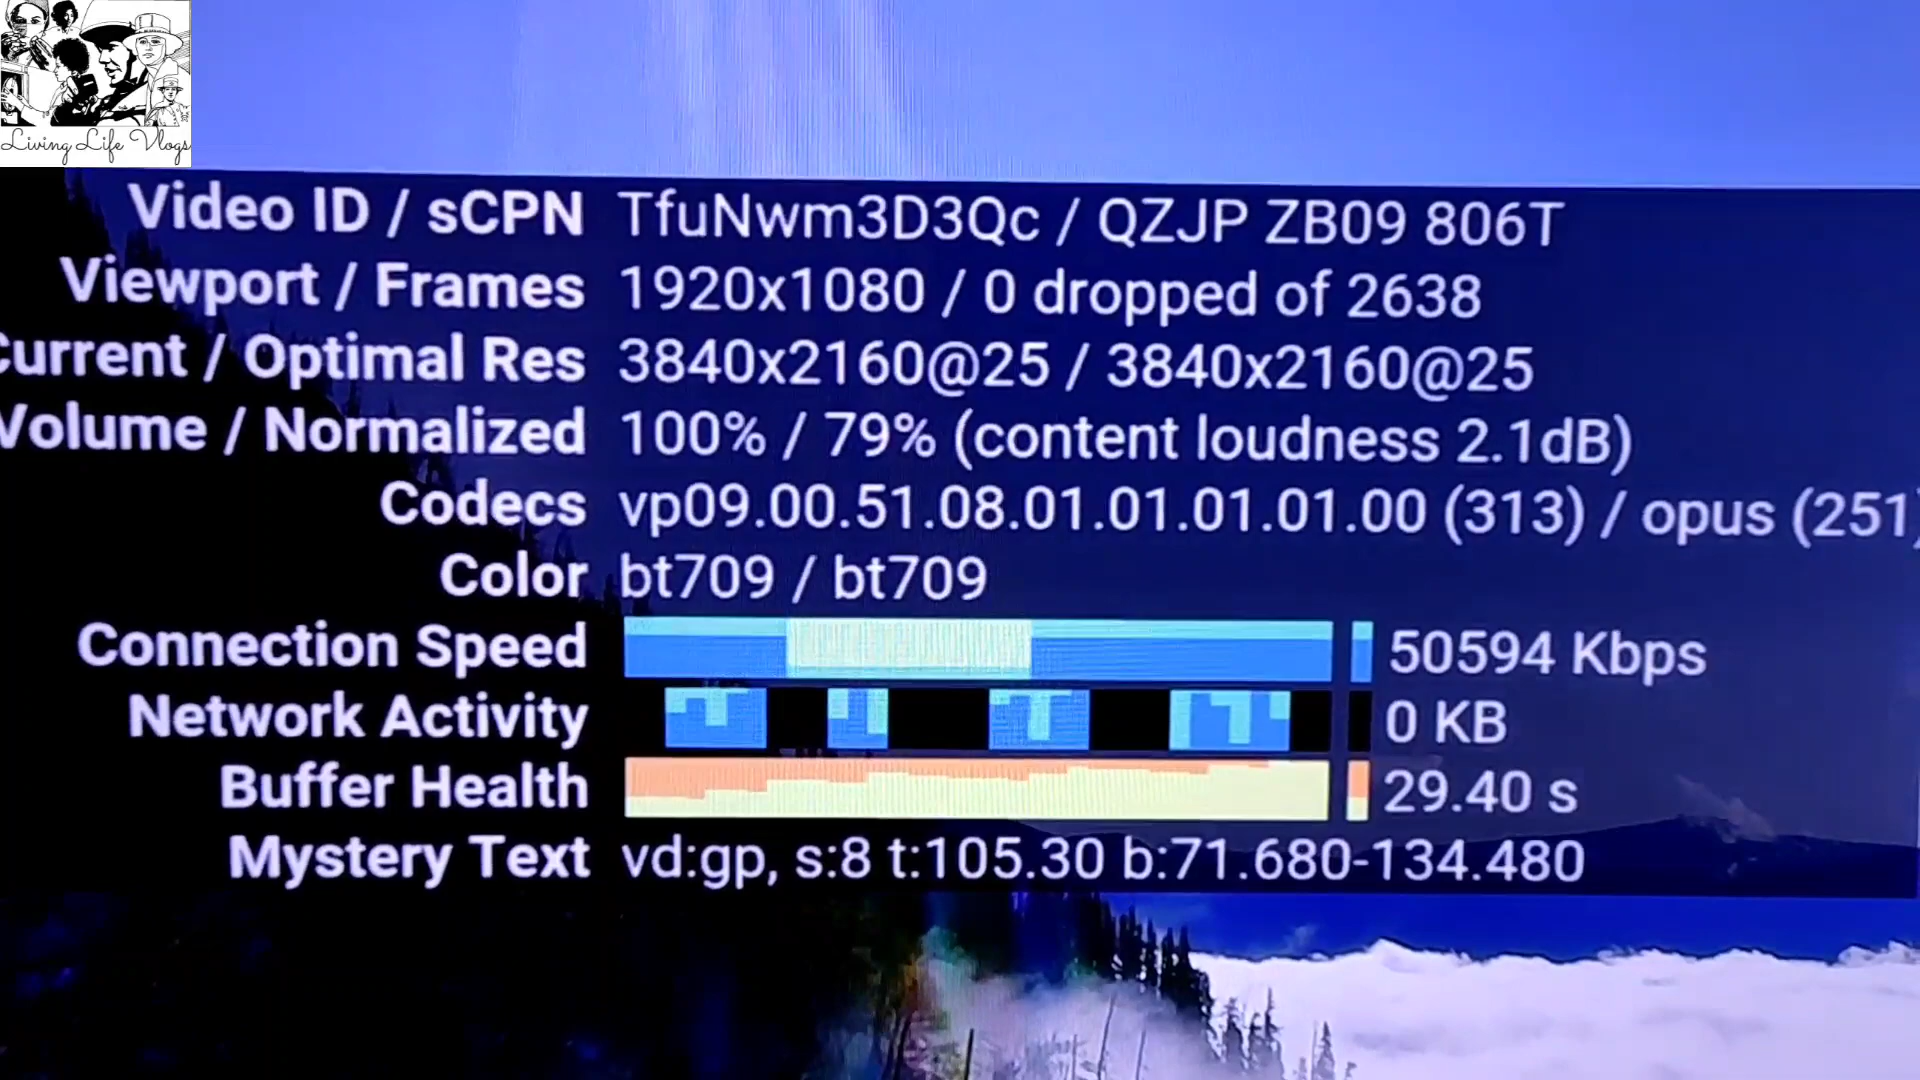 Living Life Vlogs
Video ID / sCPN TfuNwm3D3Qc / QZJP ZB09 806T
Viewport / Frames 1920x1080 / 0 dropped of 2638
Current / Optimal Res 3840x2160@25 / 3840x2160@25
Volume / Normalized 100% / 79% (content loudness 2.1dB)
Codecs vp09.00.51.08.01.01.01.01.00 (313) / opus (251)
Color bt709 / bt709
Connection Speed 50594 Kbps
Network Activity 0 KB
Buffer Health 29.40 s
Mystery Text vd:gp, s:8 t:105.30 b:71.680-134.480